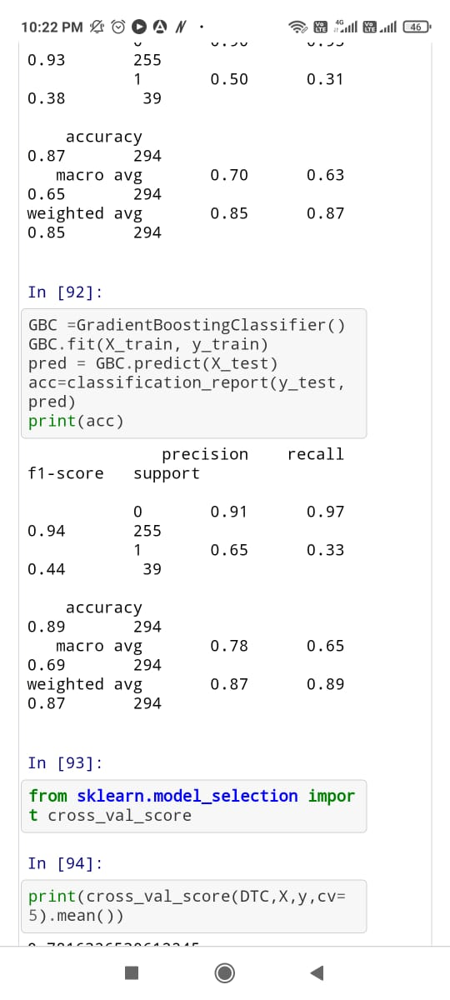 10:22 PM
46
0.93 255
1 0.50 0.31
0.38 39
accuracy
0.87 294
macro avg 0.70 0.63
0.65 294
weighted avg 0.85 0.87
0.85 294
In [92]:
GBC =GradientBoostingClassifier()
GBC.fit(X_train, y_train)
pred = GBC.predict(X_test)
acc=classification_report(y_test,
pred)
print(acc)
precision recall
f1-score support
0 0.91 0.97
0.94 255
1 0.65 0.33
0.44 39
accuracy
0.89 294
macro avg 0.78 0.65
0.69 294
weighted avg 0.87 0.89
0.87 294
In [93]:
from sklearn.model_selection impor
t cross_val_score
In [94]:
print(cross_val_score(DTC,X,y,cv=
5).mean())